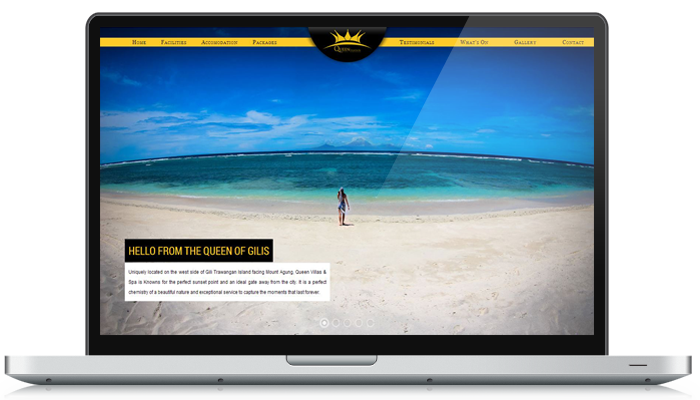 Home Facilities Accomodation Packages Queen Testimonials What's On Gallery Contact
HELLO FROM THE QUEEN OF GILIS
Uniquely located on the west side of Gili Trawangan Island facing Mount Agung, Queen Villas &
Spa is Knowns for the perfect sunset point and an ideal gate away from the city. It is a perfect
chemistry of a beautiful nature and exceptional service to capture the moments that last forever.